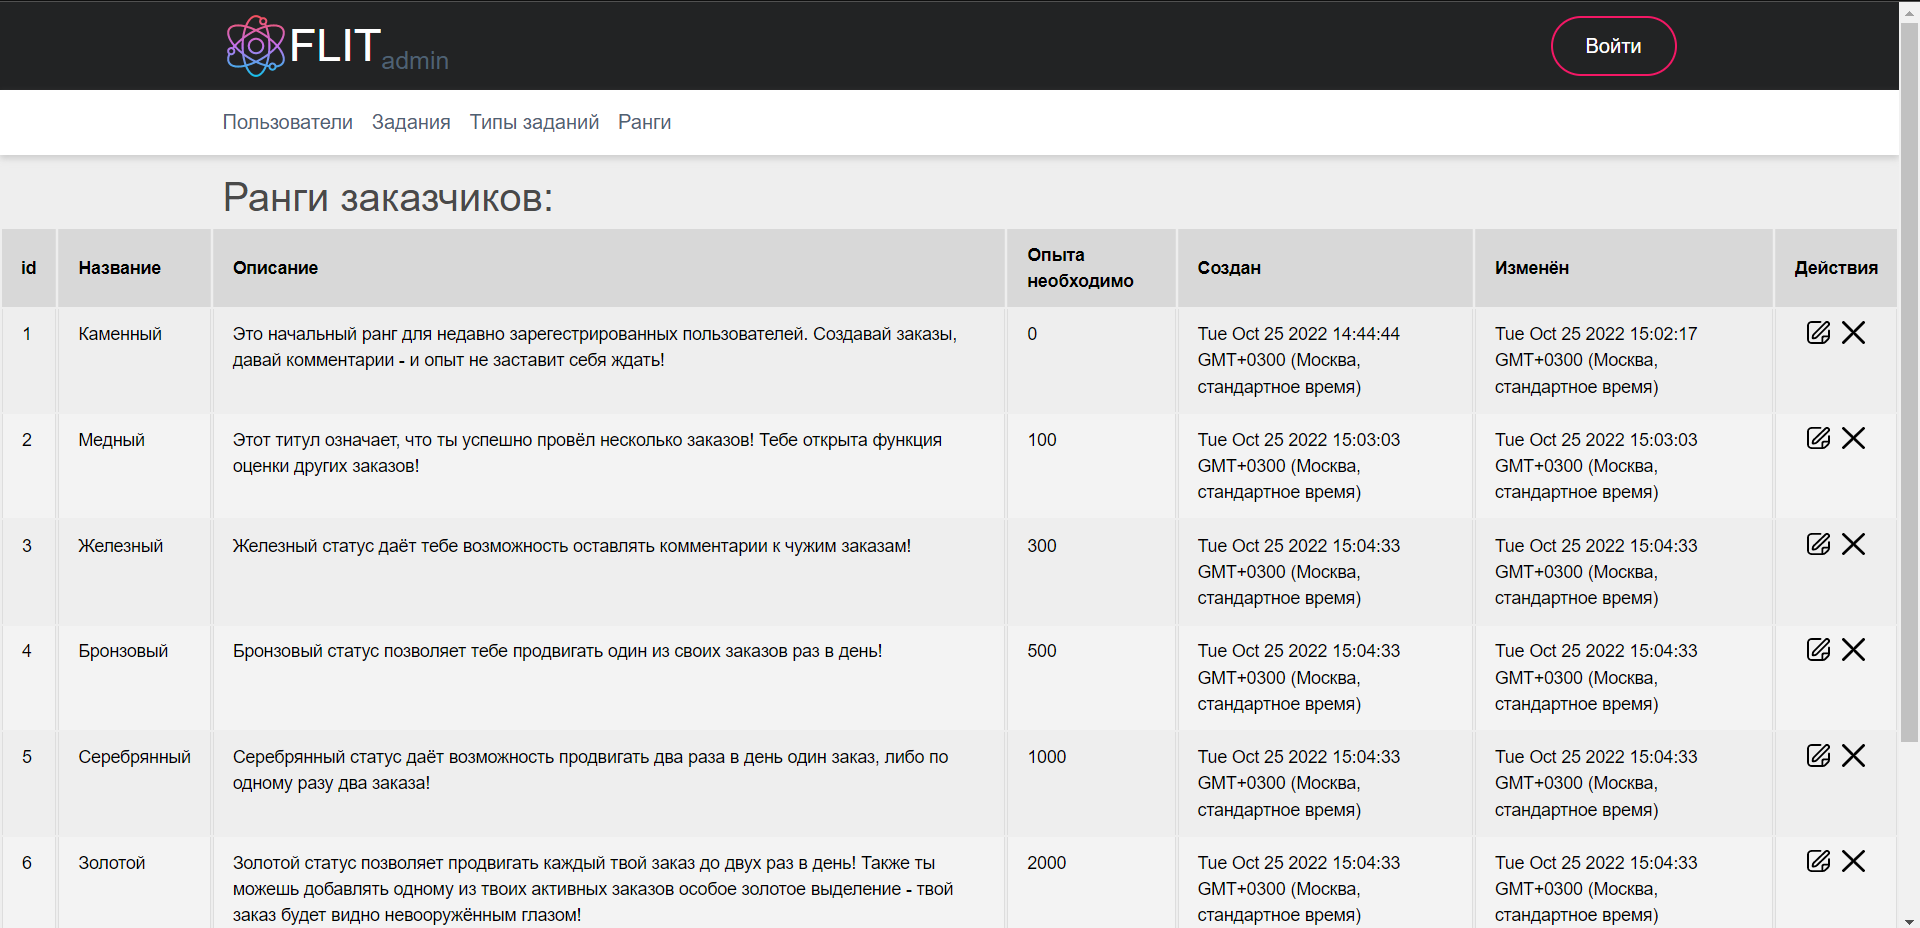 FLIT admin
Войти
Пользователи Задания Типы заданий Ранги
Ранги заказчиков:
id Название Описание Опыта необходимо Создан Изменён Действия
1 Каменный Это начальный ранг для недавно зарегестрированных пользователей. Создавай заказы, 0 Tue Oct 25 2022 14:44:44 Tue Oct 25 2022 15:02:17
давай комментарии - и опыт не заставит себя ждать! GMT+0300 (Москва, GMT+0300 (Москва,
стандартное время) стандартное время)
2 Медный Этот титул означает, что ты успешно провёл несколько заказов! Тебе открыта функция 100 Tue Oct 25 2022 15:03:03 Tue Oct 25 2022 15:03:03
оценки других заказов! GMT+0300 (Москва, GMT+0300 (Москва,
стандартное время) стандартное время)
3 Железный Железный статус даёт тебе возможность оставлять комментарии к чужим заказам! 300 Tue Oct 25 2022 15:04:33 Tue Oct 25 2022 15:04:33
GMT+0300 (Москва, GMT+0300 (Москва,
стандартное время) стандартное время)
4 Бронзовый Бронзовый статус позволяет тебе продвигать один из своих заказов раз в день! 500 Tue Oct 25 2022 15:04:33 Tue Oct 25 2022 15:04:33
GMT+0300 (Москва, GMT+0300 (Москва,
стандартное время) стандартное время)
5 Серебрянный Серебрянный статус даёт возможность продвигать два раза в день один заказ, либо по 1000 Tue Oct 25 2022 15:04:33 Tue Oct 25 2022 15:04:33
одному разу два заказа! GMT+0300 (Москва, GMT+0300 (Москва,
стандартное время) стандартное время)
6 Золотой Золотой статус позволяет продвигать каждый твой заказ до двух раз в день! Также ты 2000 Tue Oct 25 2022 15:04:33 Tue Oct 25 2022 15:04:33
можешь добавлять одному из твоих активных заказов особое золотое выделение - твой GMT+0300 (Москва, GMT+0300 (Москва,
заказ будет видно невооружённым глазом! стандартное время) стандартное время)